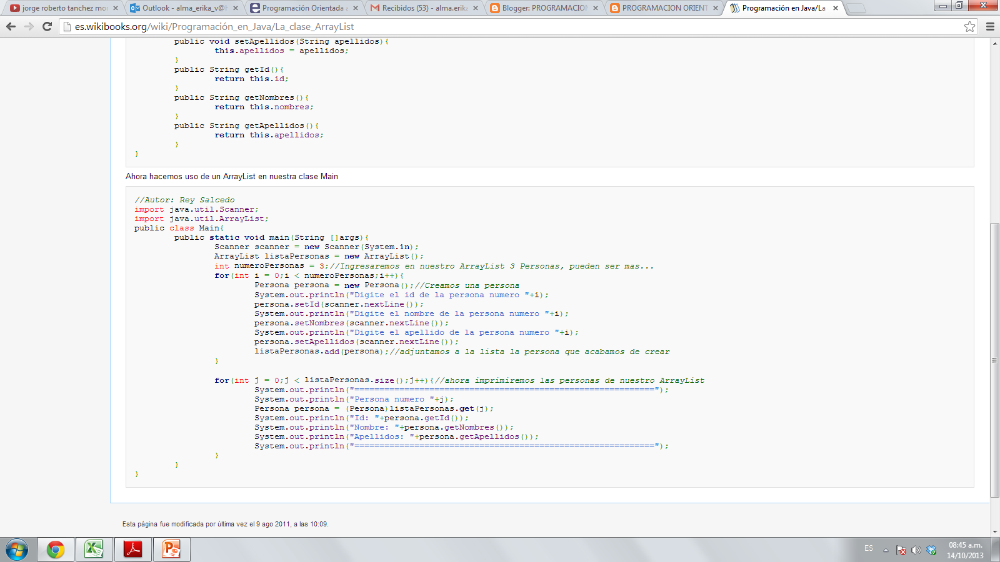 jorge roberto tanchez mor
Outlook - alma_erika_v@h
Programación Orientada a
Recibidos (53) - alma.erika
Blogger: PROGRAMACION
PROGRAMACION ORIENT
Programación en Java/La
es.wikibooks.org/wiki/Programación_en_Java/La_clase_ArrayList
public void setApellidos(String apellidos){
this.apellidos = apellidos;
}
public String getId(){
return this.id;
}
public String getNombres(){
return this.nombres;
}
public String getApellidos(){
return this.apellidos;
}
}
Ahora hacemos uso de un ArrayList en nuestra clase Main
//Autor: Rey Salcedo
import java.util.Scanner;
import java.util.ArrayList;
public class Main{
public static void main(String []args){
Scanner scanner = new Scanner(System.in);
ArrayList listaPersonas = new ArrayList();
int numeroPersonas = 3;//Ingresaremos en nuestro ArrayList 3 Personas, pueden ser mas...
for(int i = 0;i < numeroPersonas;i++){
Persona persona = new Persona();//Creamos una persona
System.out.println("Digite el id de la persona numero "+i);
persona.setId(scanner.nextLine());
System.out.println("Digite el nombre de la persona numero "+i);
persona.setNombres(scanner.nextLine());
System.out.println("Digite el apellido de la persona numero "+i);
persona.setApellidos(scanner.nextLine());
listaPersonas.add(persona);//adjuntamos a la lista la persona que acabamos de crear
}
for(int j = 0;j < listaPersonas.size();j++){//ahora imprimiremos las personas de nuestro ArrayList
System.out.println("============================================================");
System.out.println("Persona numero "+j);
Persona persona = (Persona)listaPersonas.get(j);
System.out.println("Id: "+persona.getId());
System.out.println("Nombre: "+persona.getNombres());
System.out.println("Apellidos: "+persona.getApellidos());
System.out.println("============================================================");
}
}
}
Esta página fue modificada por última vez el 9 ago 2011, a las 10:09.
ES
08:45 a.m.
14/10/2013